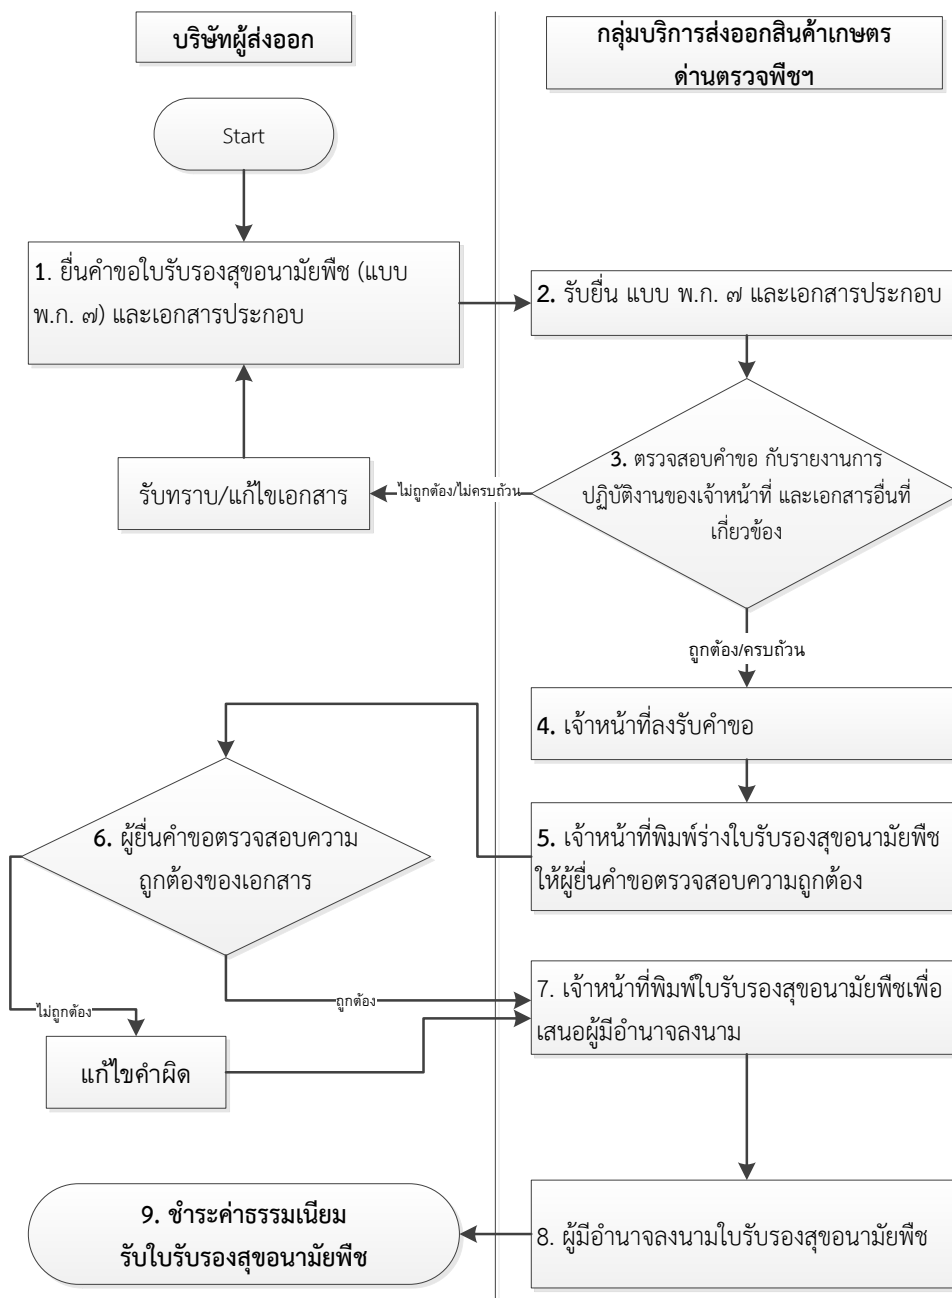 บริษัทผู้ส่งออก
กลุ่มบริการส่งออกสินค้าเกษตร
ด่านตรวจพืชฯ
Start
1. ยื่นคำขอใบรับรองสุขอนามัยพืช (แบบ
พ.ก. ๗) และเอกสารประกอบ
2. รับยื่น แบบ พ.ก. ๗ และเอกสารประกอบ
3. ตรวจสอบคำขอ กับรายงานการ
ปฏิบัติงานของเจ้าหน้าที่ และเอกสารอื่นที่
เกี่ยวข้อง
ไม่ถูกต้อง/ไม่ครบถ้วน
รับทราบ/แก้ไขเอกสาร
ถูกต้อง/ครบถ้วน
4. เจ้าหน้าที่ลงรับคำขอ
5. เจ้าหน้าที่พิมพ์ร่างใบรับรองสุขอนามัยพืช
ให้ผู้ยื่นคำขอตรวจสอบความถูกต้อง
6. ผู้ยื่นคำขอตรวจสอบความ
ถูกต้องของเอกสาร
ไม่ถูกต้อง
ถูกต้อง
แก้ไขคำผิด
7. เจ้าหน้าที่พิมพ์ใบรับรองสุขอนามัยพืชเพื่อ
เสนอผู้มีอำนาจลงนาม
8. ผู้มีอำนาจลงนามใบรับรองสุขอนามัยพืช
9. ชำระค่าธรรมเนียม
รับใบรับรองสุขอนามัยพืช